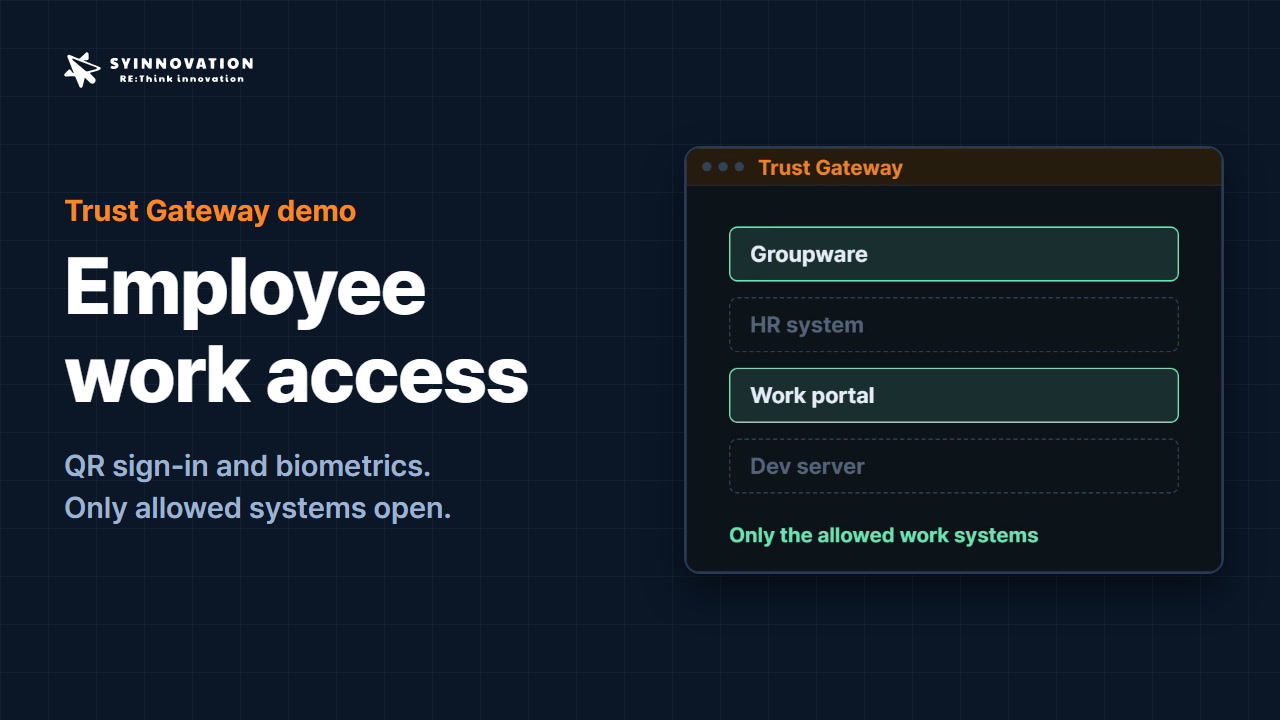 SYINNOVATION
RE:Think innovation
Trust Gateway demo
Employee
work access
QR sign-in and biometrics.
Only allowed systems open.
Trust Gateway
Groupware
HR system
Work portal
Dev server
Only the allowed work systems